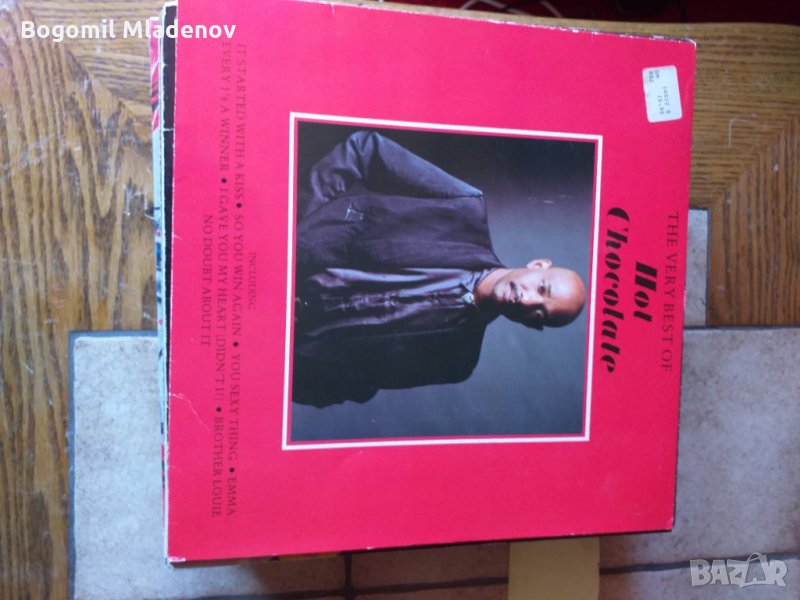 Bogomil Mladenov
THE VERY BEST OF
Hot
Chocolate
INCLUDING
IT STARTED WITH A KISS • SO YOU WIN AGAIN • YOU SEXY THING • EMMA
EVERY 1's A WINNER • I GAVE YOU MY HEART (DIDN'T I!) • BROTHER LOUIE
NO DOUBT ABOUT IT
BAZAR